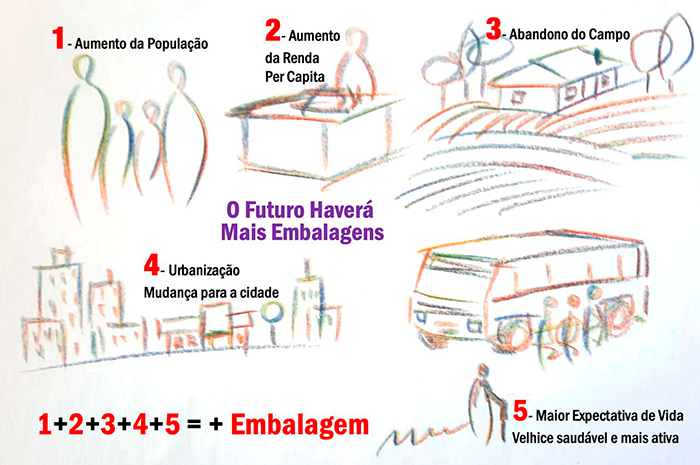 1- Aumento da População
2- Aumento
da Renda
Per Capita
3- Abandono do Campo
O Futuro Haverá
Mais Embalagens
4- Urbanização
Mudança para a cidade
5- Maior Expectativa de Vida
Velhice saudável e mais ativa
1+2+3+4+5 = + Embalagem